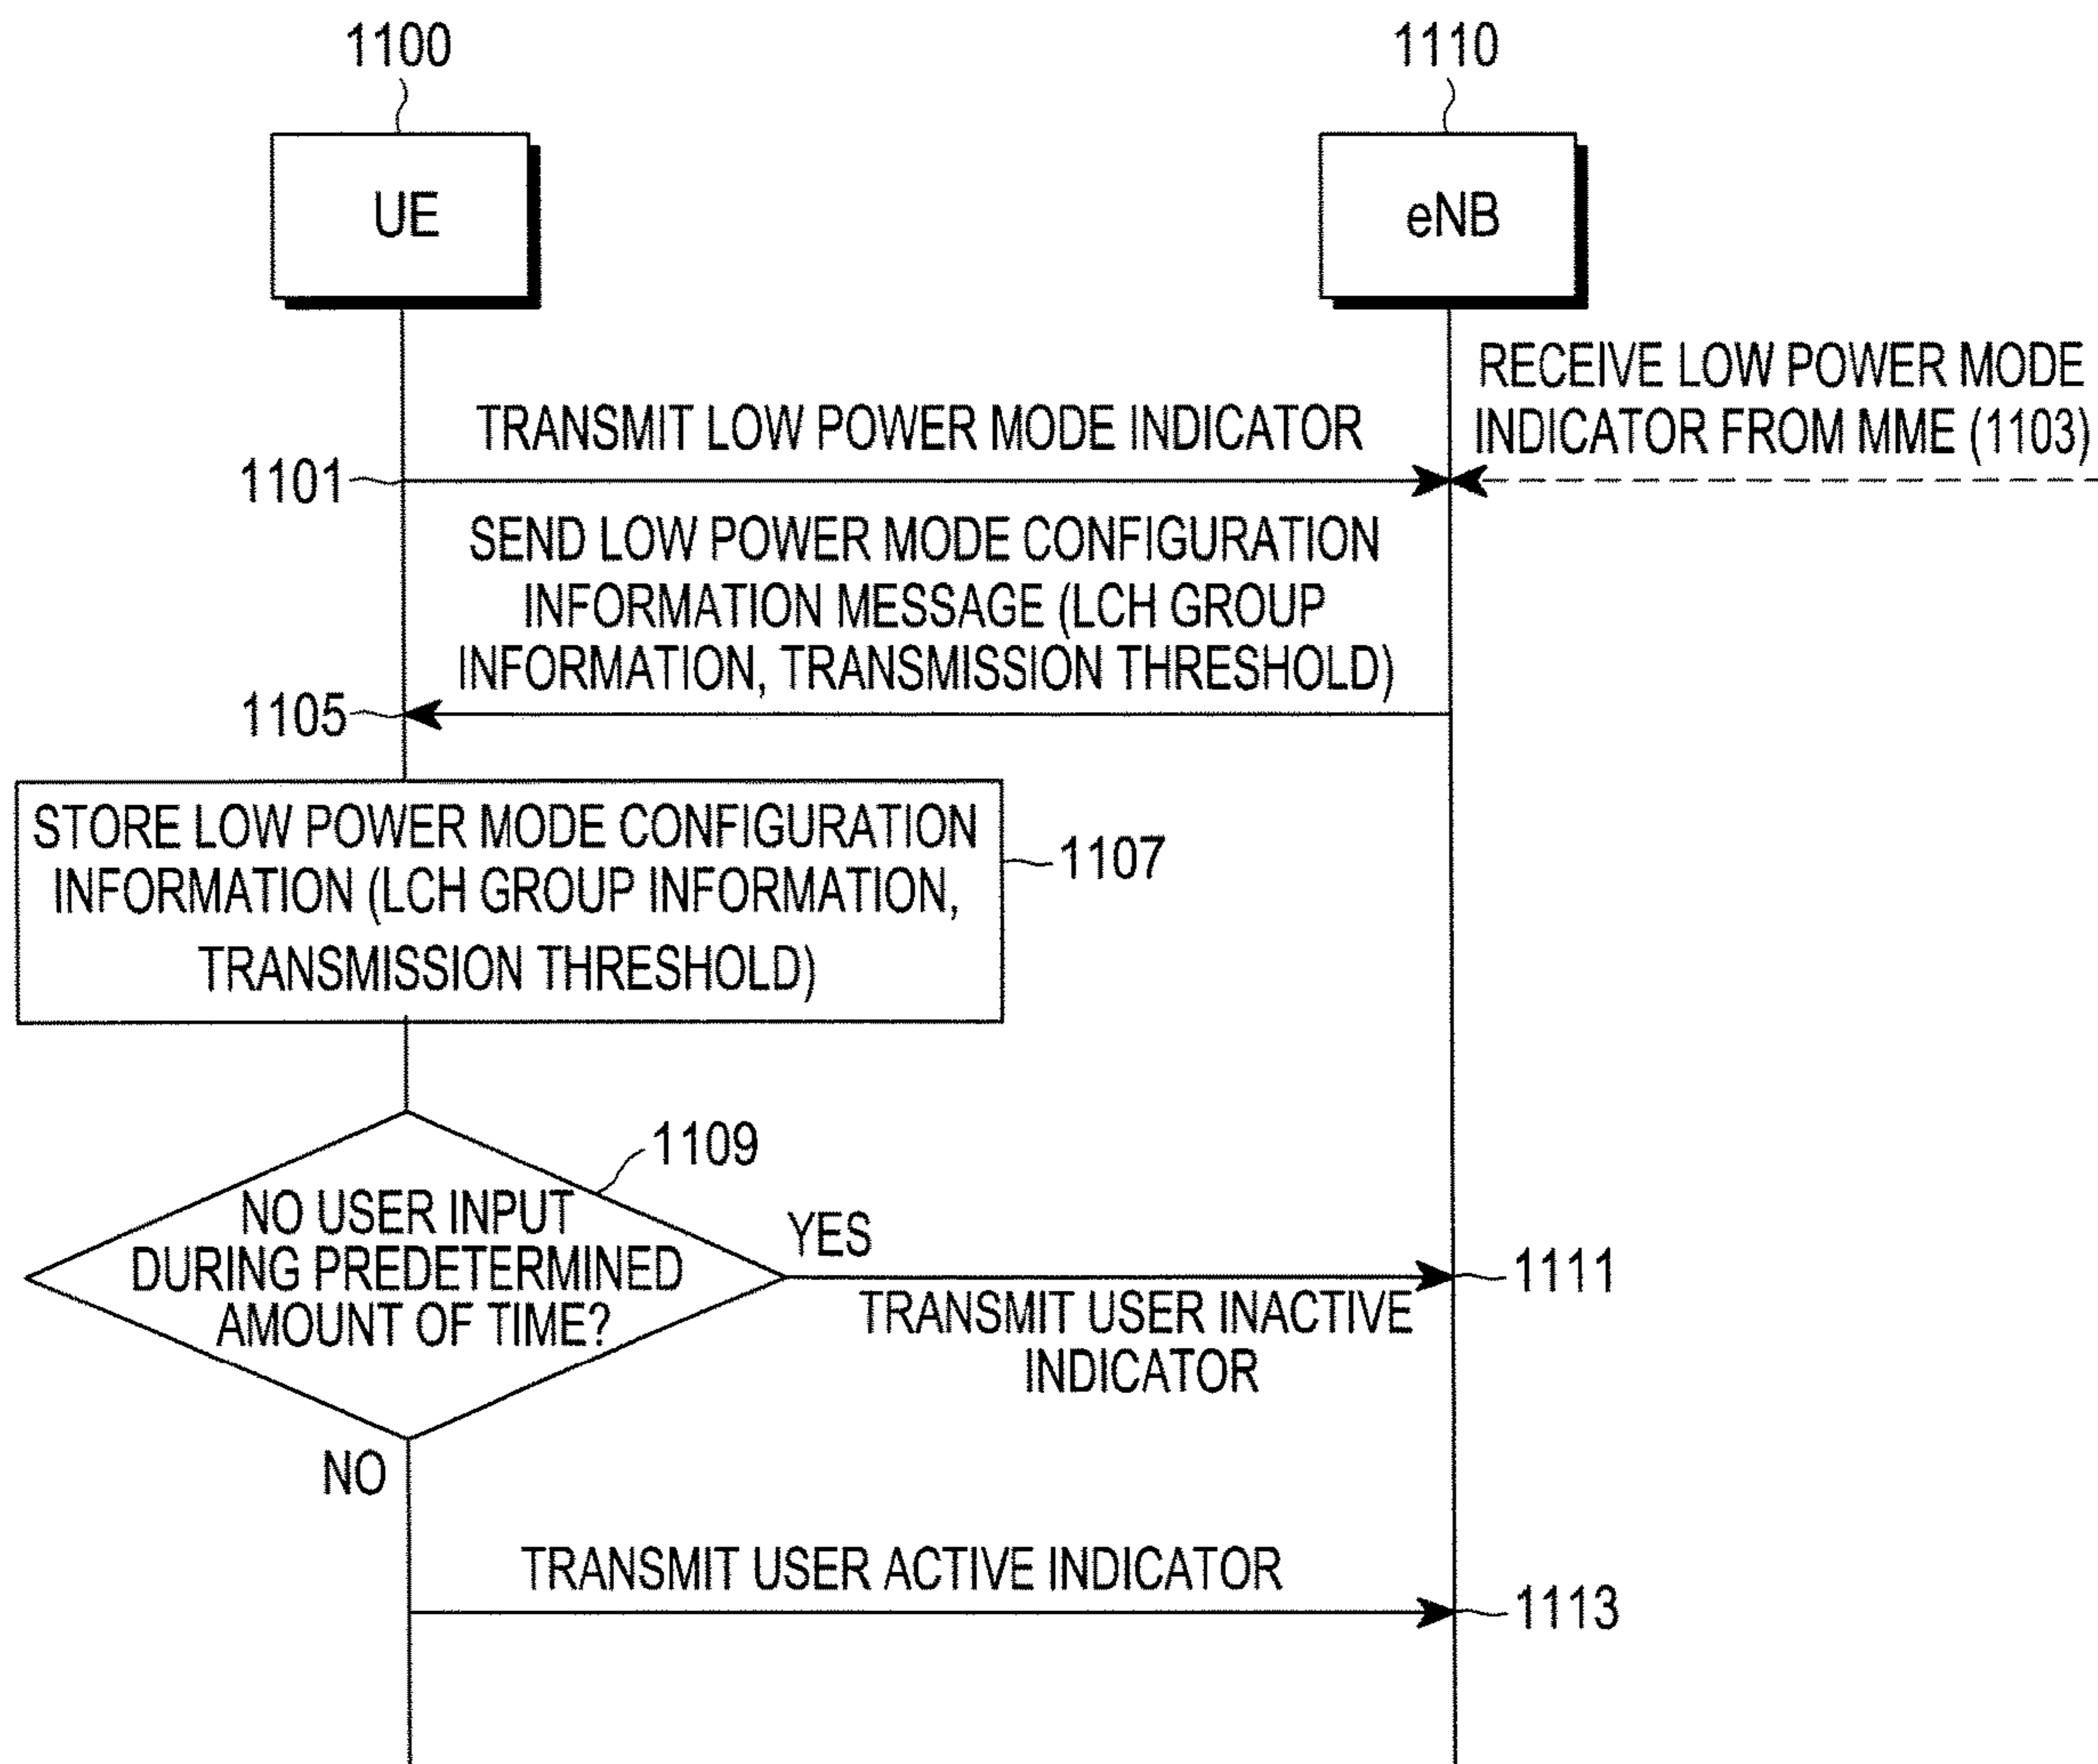 1100
1110
UE
eNB
RECEIVE LOW POWER MODE
INDICATOR FROM MME (1103)
TRANSMIT LOW POWER MODE INDICATOR
1101
SEND LOW POWER MODE CONFIGURATION
INFORMATION MESSAGE (LCH GROUP
INFORMATION, TRANSMISSION THRESHOLD)
1105
STORE LOW POWER MODE CONFIGURATION
INFORMATION (LCH GROUP INFORMATION,
TRANSMISSION THRESHOLD)
1107
1109
NO USER INPUT
DURING PREDETERMINED
AMOUNT OF TIME?
YES
1111
TRANSMIT USER INACTIVE
INDICATOR
NO
TRANSMIT USER ACTIVE INDICATOR
1113